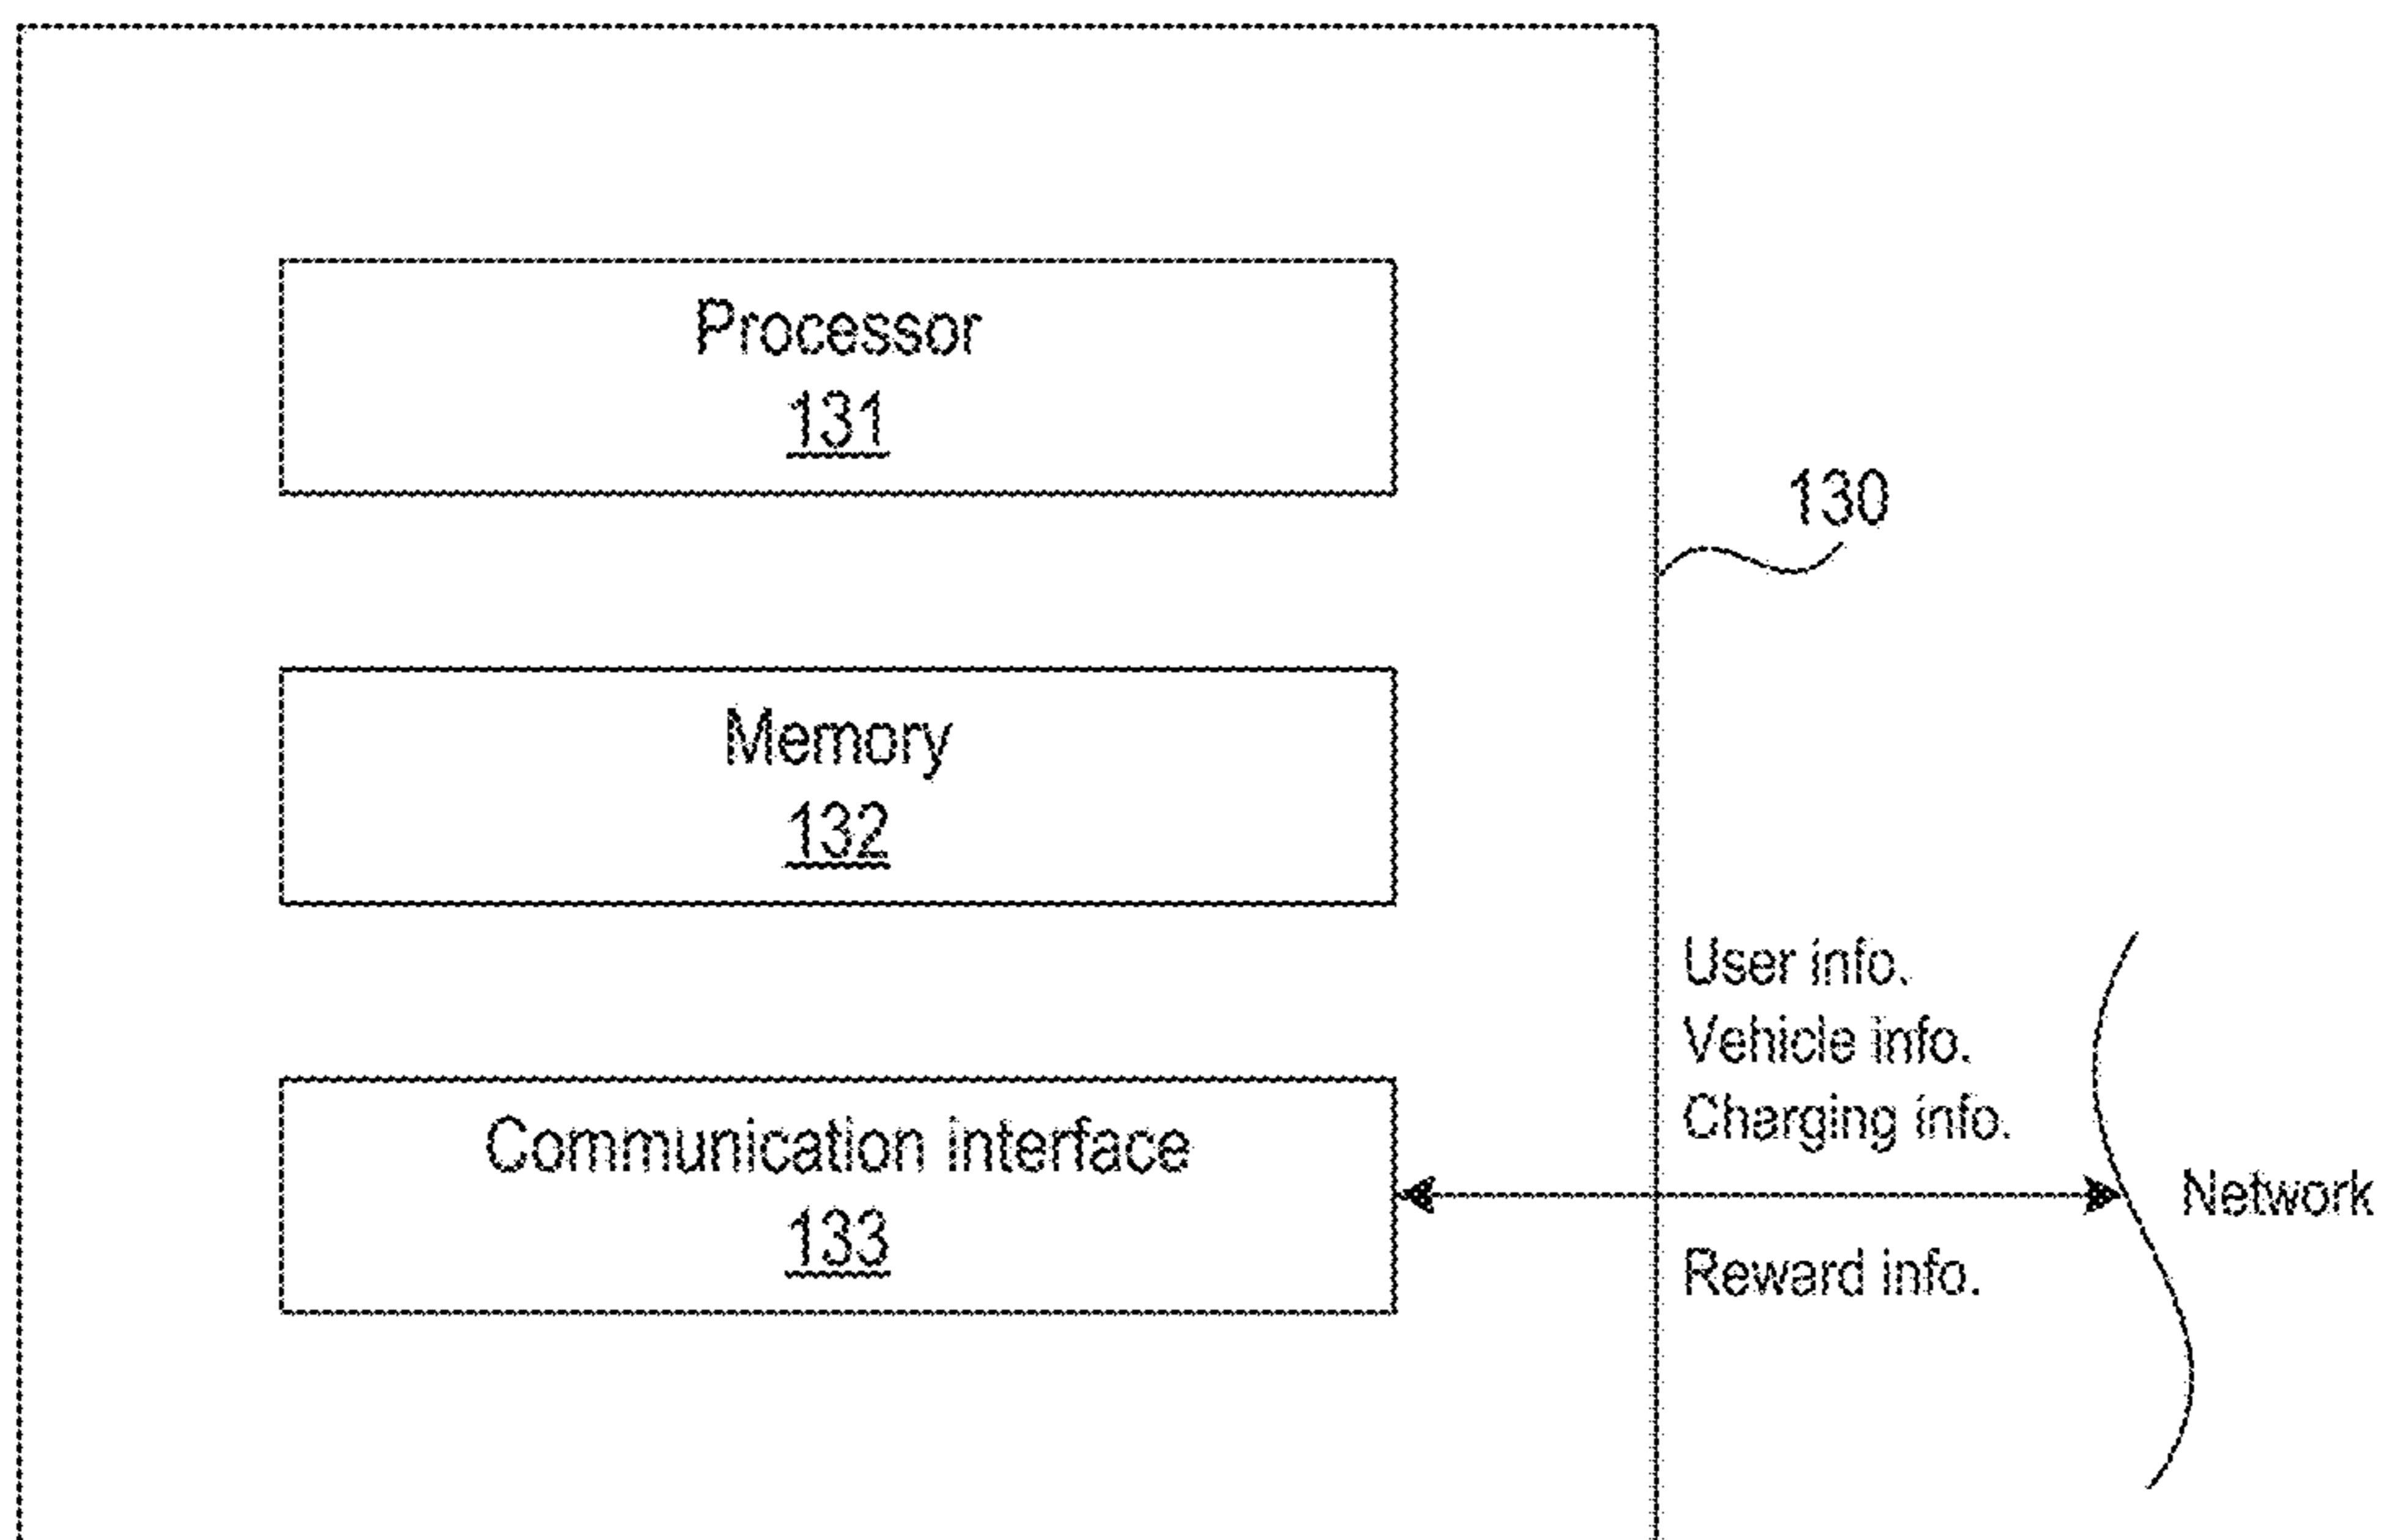 Processor
131
130
Memory
132
User info.
Vehicle info.
Charging info.
Communication interface
133
Network
Reward info.